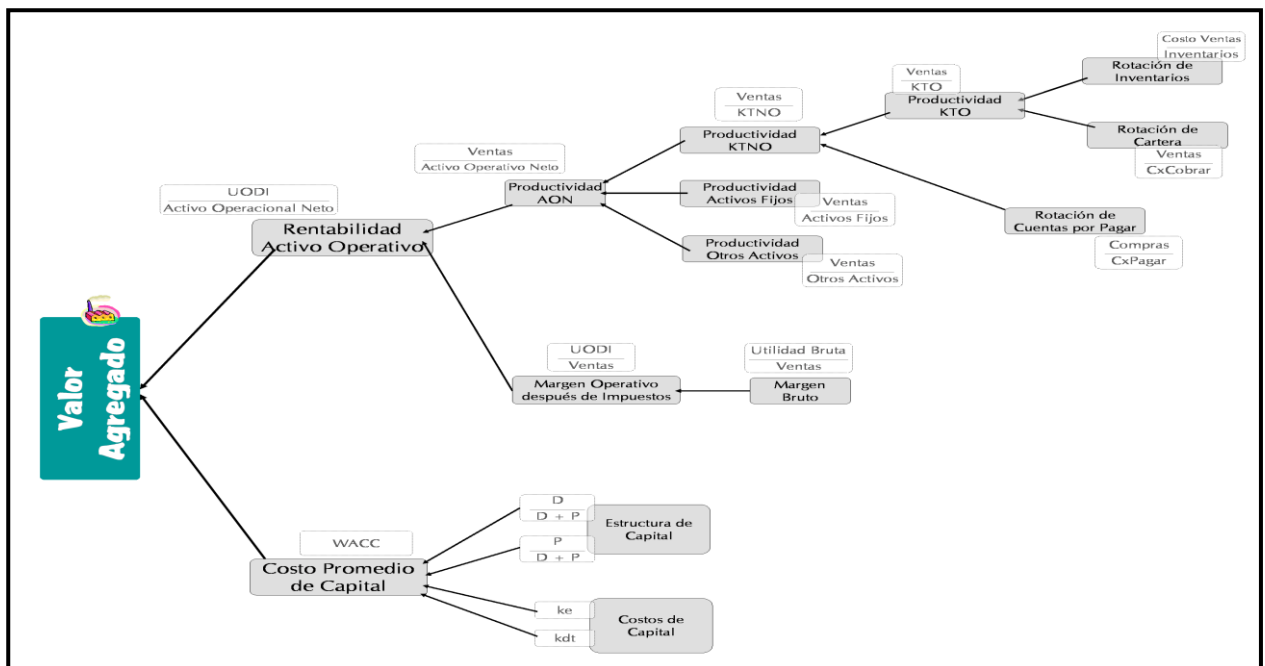 Costo Ventas
Inventarios
Rotación de
Inventarios
Ventas
KTO
Productividad
KTO
Ventas
KTNO
Productividad
KTNO
Rotación de
Cartera
Ventas
CxCobrar
Ventas
Activo Operativo Neto
Productividad
AON
Productividad
Activos Fijos
Ventas
Activos Fijos
UODI
Activo Operacional Neto
Rentabilidad
Activo Operativo
Rotación de
Cuentas por Pagar
Compras
CxPagar
Productividad
Otros Activos
Ventas
Otros Activos
Valor
Agregado
UODI
Ventas
Margen Operativo
después de Impuestos
Utilidad Bruta
Ventas
Margen
Bruto
D
D + P
Estructura de
Capital
P
D + P
WACC
Costo Promedio
de Capital
ke
kdt
Costos de
Capital